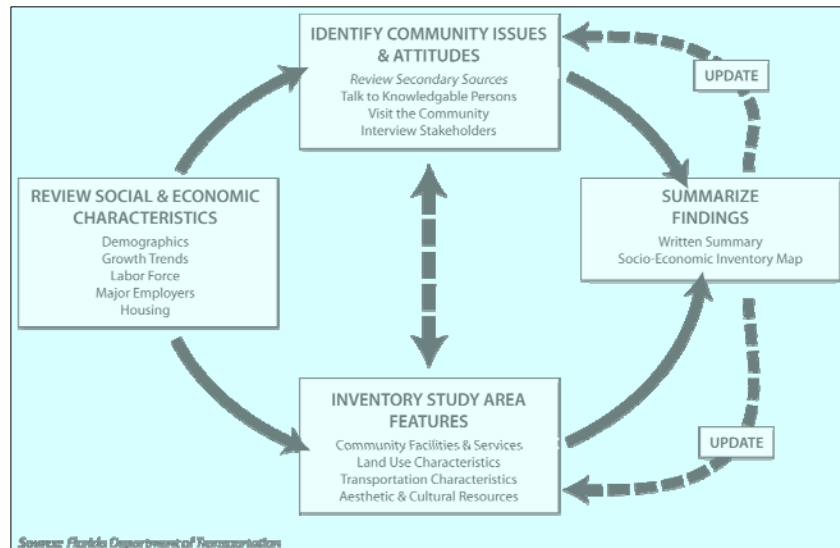 IDENTIFY COMMUNITY ISSUES
& ATTITUDES
Review Secondary Sources
Talk to Knowledgable Persons
Visit the Community
Interview Stakeholders
UPDATE
REVIEW SOCIAL & ECONOMIC
CHARACTERISTICS
Demographics
Growth Trends
Labor Force
Major Employers
Housing
SUMMARIZE
FINDINGS
Written Summary
Socio-Economic Inventory Map
INVENTORY STUDY AREA
FEATURES
Community Facilities & Services
Land Use Characteristics
Transportation Characteristics
Aesthetic & Cultural Resources
UPDATE
Source: Florida Department of Transportation